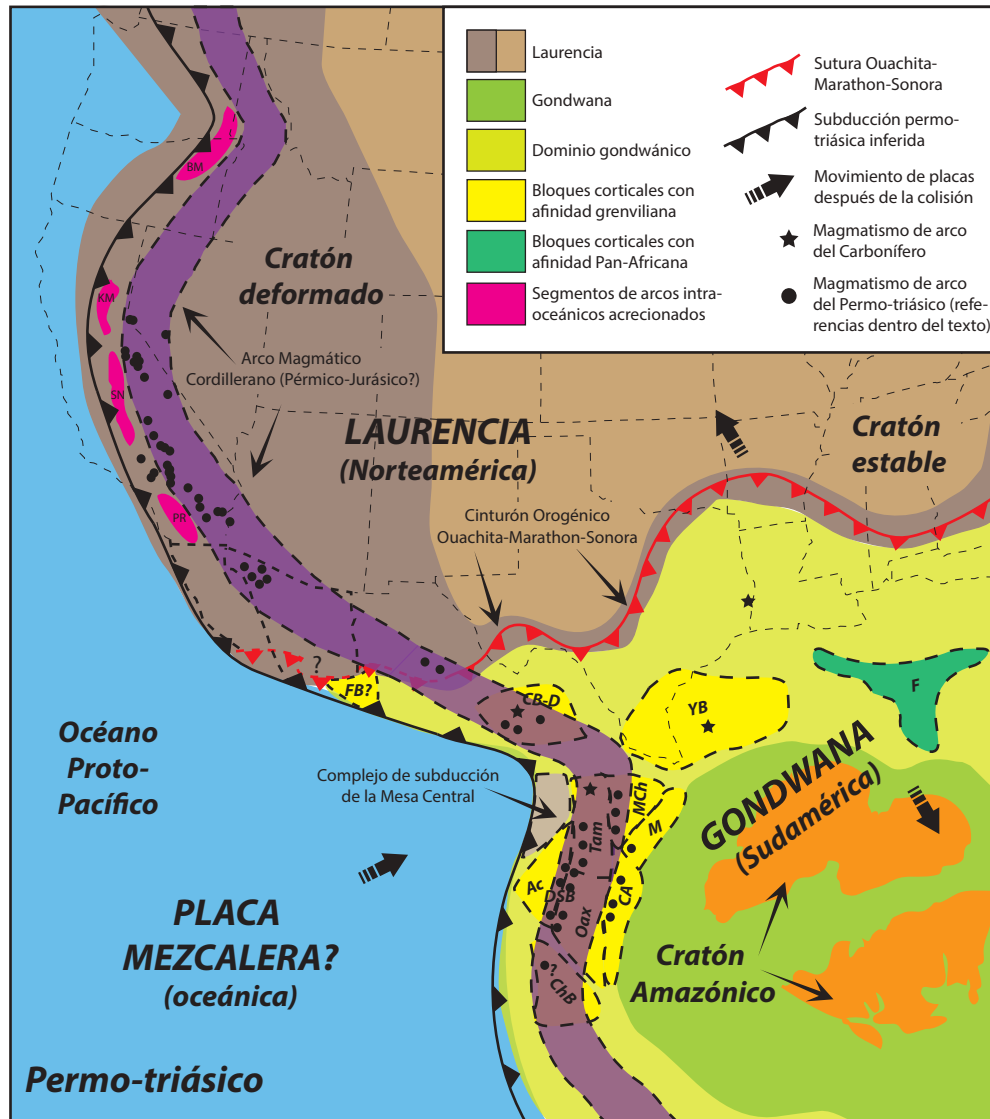 Laurencia
Gondwana
Dominio gondwánico
Bloques corticales con
afinidad grenviliana
Bloques corticales con
afinidad Pan-Africana
Segmentos de arcos intra-
oceánicos acrecionados
Sutura Ouachita-
Marathon-Sonora
Subducción permo-
triásica inferida
Movimiento de placas
después de la colisión
Magmatismo de arco
del Carbonífero
Magmatismo de arco
del Permo-triásico (refe-
rencias dentro del texto)
BM
Cratón
deformado
KM
Arco Magmático
Cordillerano (Pérmico-Jurásico?)
SN
LAURENCIA
(Norteamérica)
Cratón
estable
PR
Cinturón Orogénico
Ouachita-Marathon-Sonora
?
FB?
CB-D
YB
F
Océano
Proto-
Pacífico
Complejo de subducción
de la Mesa Central
MCh
M
Tam
GONDWANA
(Sudamérica)
Ac
DSB
Oax
CA
PLACA
MEZCALERA?
(oceánica)
Cratón
Amazónico
?
ChB
Permo-triásico